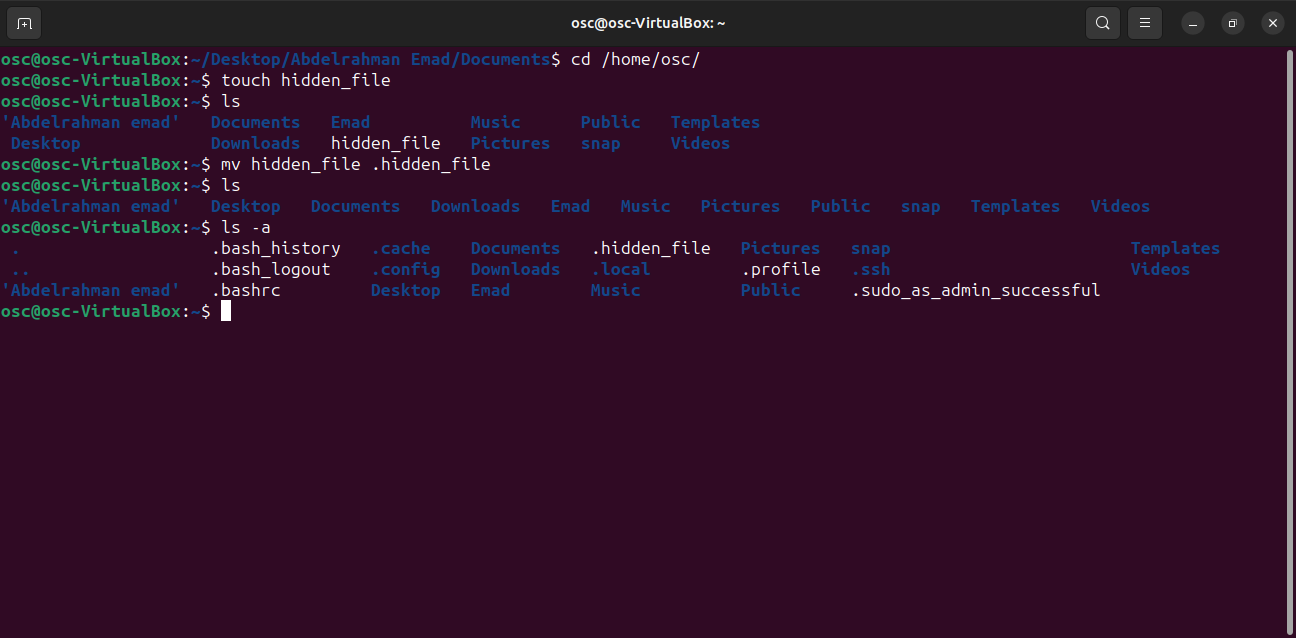 osc@osc-VirtualBox: ~
osc@osc-VirtualBox:~/Desktop/Abdelrahman Emad/Documents$ cd /home/osc/
osc@osc-VirtualBox:~$ touch hidden_file
osc@osc-VirtualBox:~$ ls
'Abdelrahman emad'   Documents   Emad          Music      Public   Templates
 Desktop             Downloads   hidden_file   Pictures   snap     Videos
osc@osc-VirtualBox:~$ mv hidden_file .hidden_file
osc@osc-VirtualBox:~$ ls
'Abdelrahman emad'   Desktop   Documents   Downloads   Emad   Music   Pictures   Public   snap   Templates   Videos
osc@osc-VirtualBox:~$ ls -a
 .                   .bash_history   .cache    Documents   .hidden_file   Pictures   snap                        Templates
 ..                  .bash_logout    .config   Downloads   .local         .profile   .ssh                        Videos
'Abdelrahman emad'   .bashrc         Desktop   Emad        Music          Public     .sudo_as_admin_successful
osc@osc-VirtualBox:~$